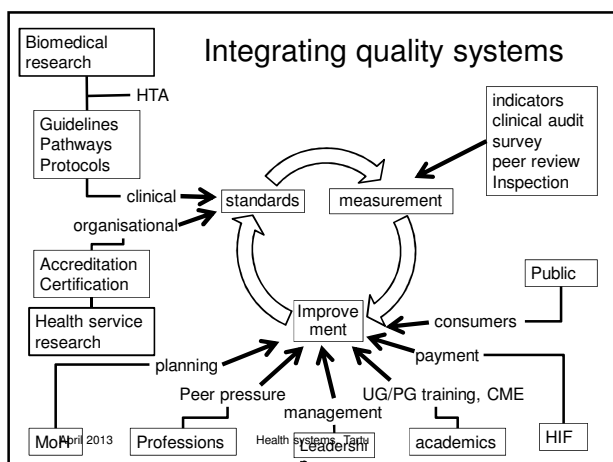 Integrating quality systems
Biomedical
research
HTA
Guidelines
Pathways
Protocols
clinical
organisational
Accreditation
Certification
Health service
research
standards
measurement
indicators
clinical audit
survey
peer review
Inspection
Improve
ment
Public
consumers
payment
planning
Peer pressure
management
UG/PG training, CME
MoH
April 2013
Professions
Health systems, Tartu
Leadershi
academics
HIF